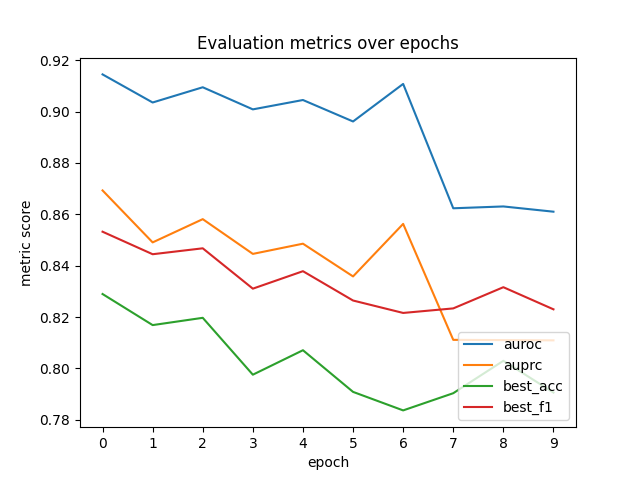 Evaluation metrics over epochs
metric score
0.92
0.90
0.88
0.86
0.84
0.82
0.80
0.78
auroc
auprc
best_acc
best_f1
0 1 2 3 4 5 6 7 8 9
epoch